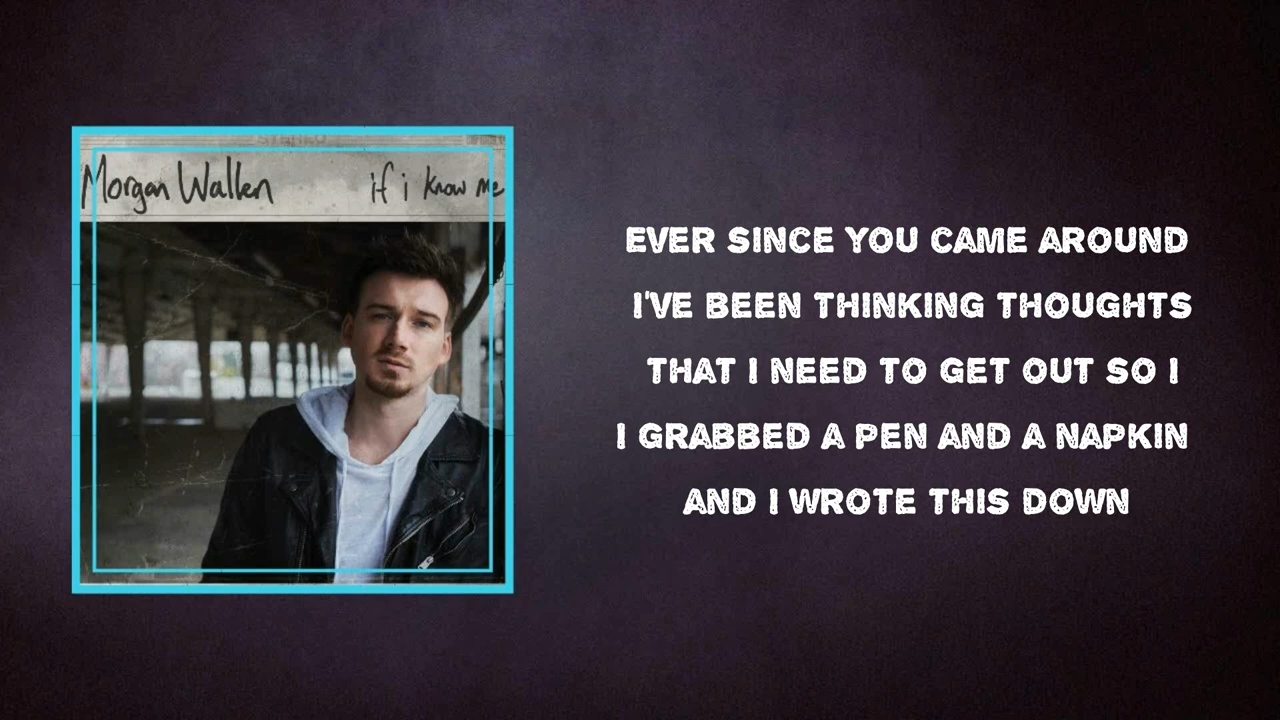 STEREO
Morgan Wallen if i know me
EVER SINCE YOU CAME AROUND
I'VE BEEN THINKING THOUGHTS
THAT I NEED TO GET OUT SO I
I GRABBED A PEN AND A NAPKIN
AND I WROTE THIS DOWN